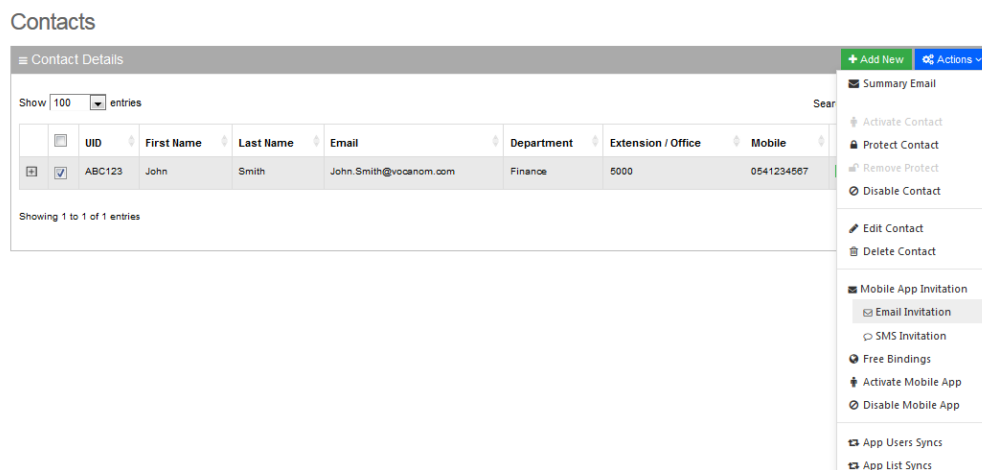 Contacts
Contact Details
Add New Actions
Show 100 entries
Sear
UID First Name Last Name Email Department Extension / Office Mobile
ABC123 John Smith John.Smith@vocanom.com Finance 5000 0541234567
Showing 1 to 1 of 1 entries
Summary Email
Activate Contact
Protect Contact
Remove Protect
Disable Contact
Edit Contact
Delete Contact
Mobile App Invitation
Email Invitation
SMS Invitation
Free Bindings
Activate Mobile App
Disable Mobile App
App Users Syncs
App List Syncs